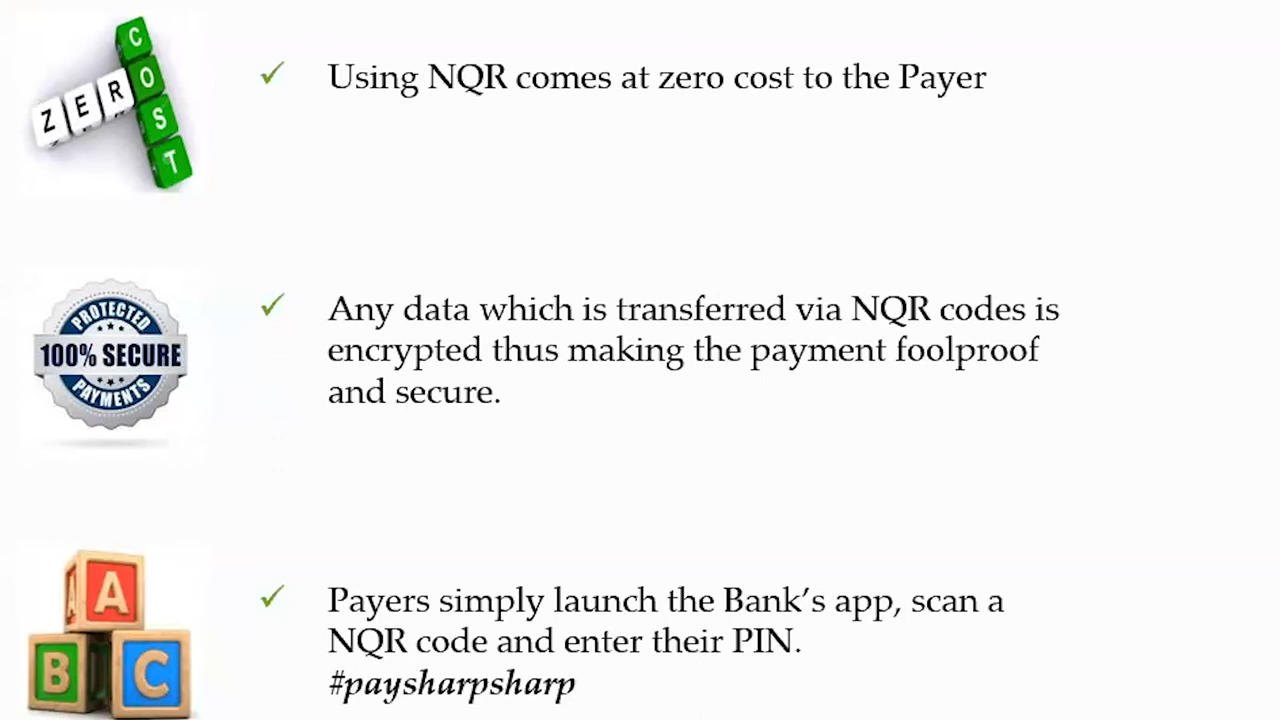 ZERO
COST
✓ Using NQR comes at zero cost to the Payer
PROTECTED
100% SECURE
PAYMENTS
✓ Any data which is transferred via NQR codes is
encrypted thus making the payment foolproof
and secure.
A A
B C
✓ Payers simply launch the Bank’s app, scan a
NQR code and enter their PIN.
#paysharpsharp